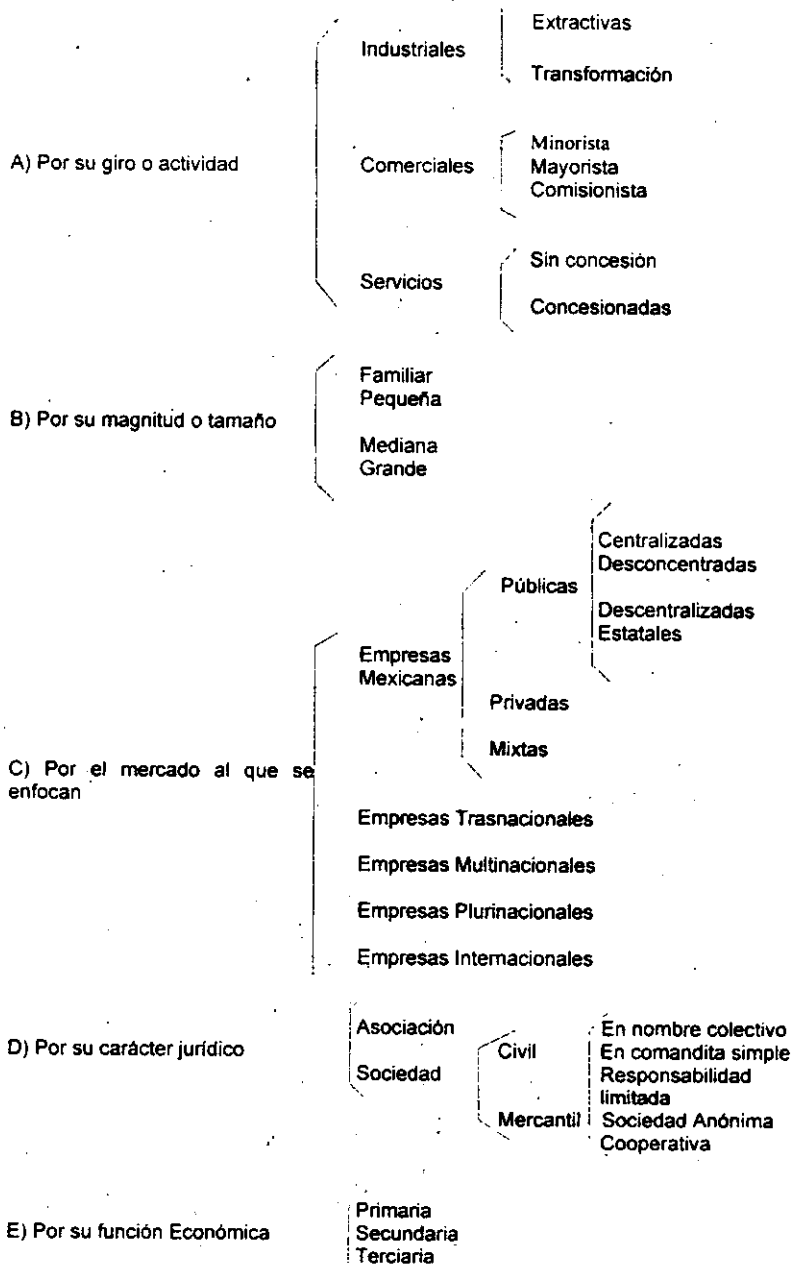 A) Por su giro o actividad
Industriales
Extractivas
Transformación
Comerciales
Minorista
Mayorista
Comisionista
Servicios
Sin concesión
Concesionadas
B) Por su magnitud o tamaño
Familiar
Pequeña
Mediana
Grande
C) Por el mercado al que se
enfocan
Empresas
Mexicanas
Públicas
Centralizadas
Desconcentradas
Descentralizadas
Estatales
Privadas
Mixtas
Empresas Trasnacionales
Empresas Multinacionales
Empresas Plurinacionales
Empresas Internacionales
D) Por su carácter jurídico
Asociación
Sociedad
Civil
Mercantil
En nombre colectivo
En comandita simple
Responsabilidad
limitada
Sociedad Anónima
Cooperativa
E) Por su función Económica
Primaria
Secundaria
Terciaria